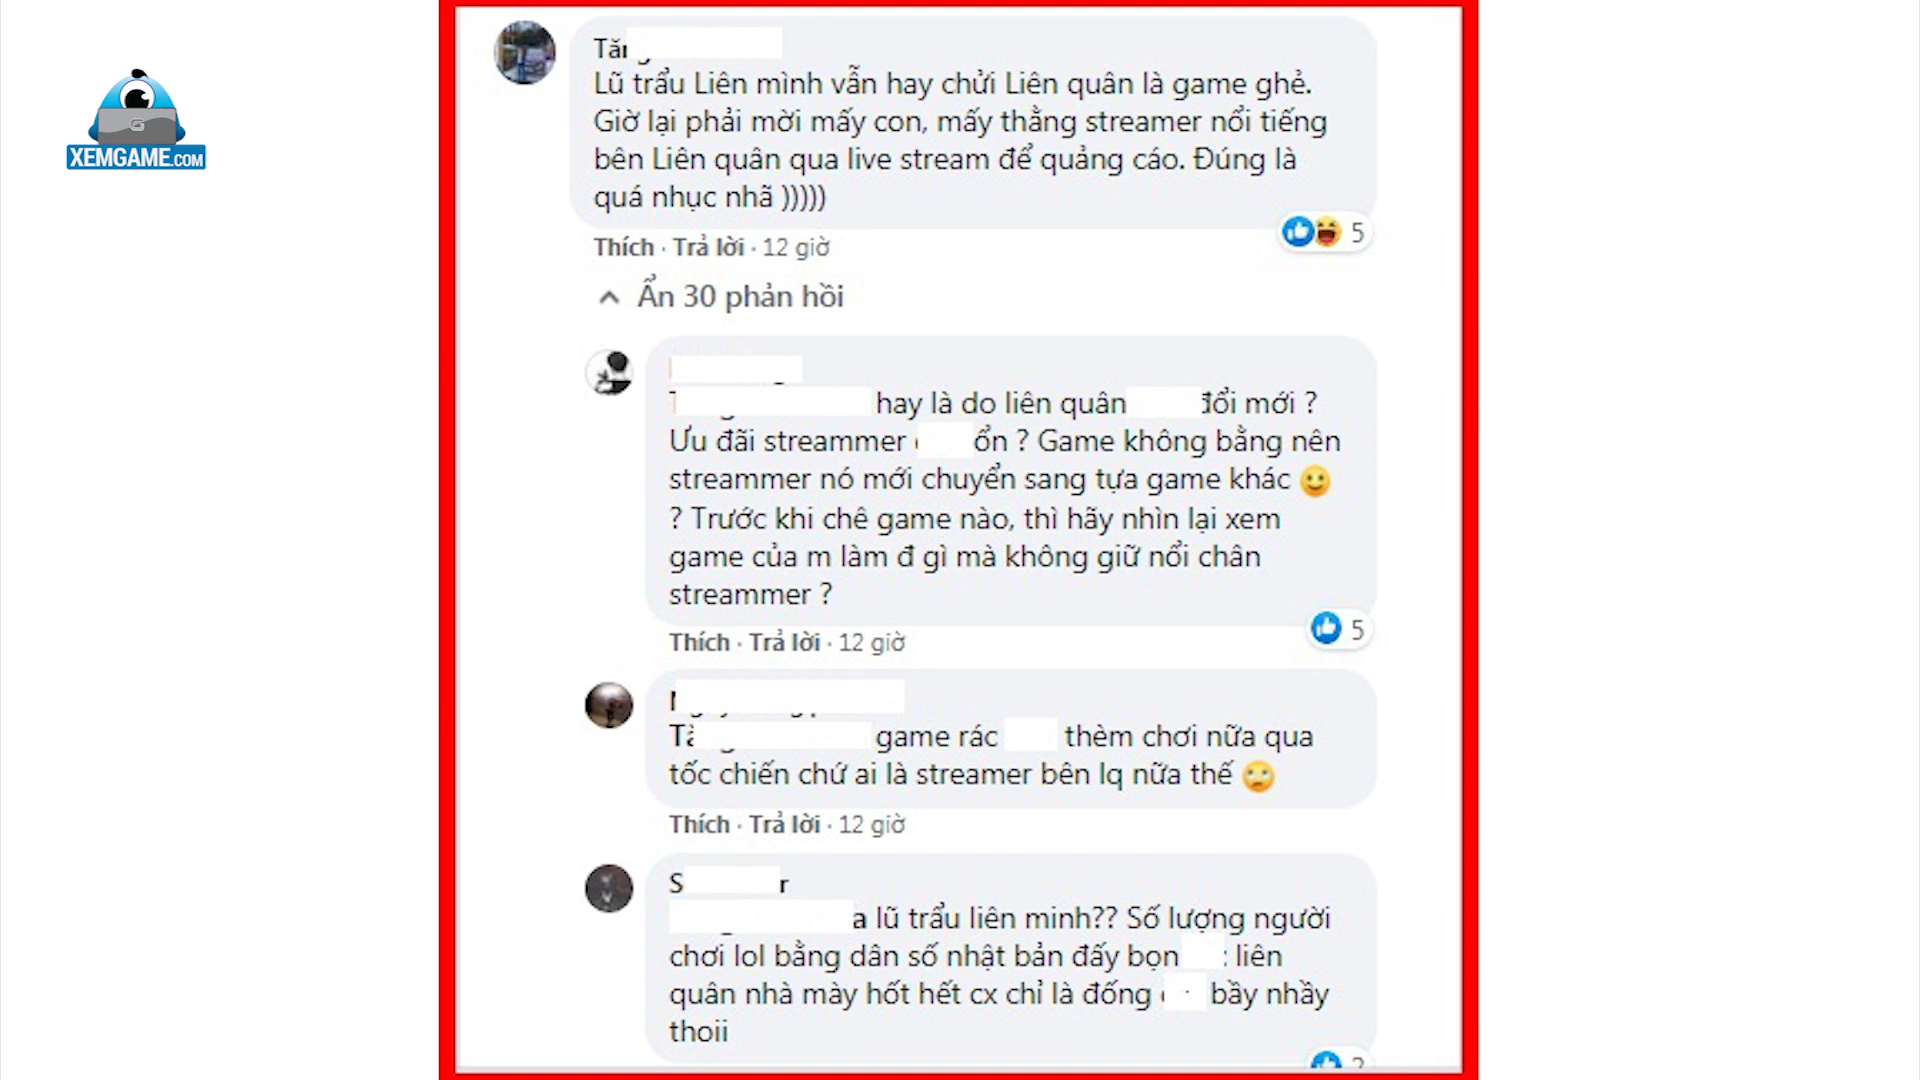 XEMGAME.COM
Lũ trẩu Liên mình vẫn hay chửi Liên quân là game ghẻ.
Giờ lại phải mời mấy con, mấy thằng streamer nổi tiếng
bên Liên quân qua live stream để quảng cáo. Đúng là
quá nhục nhã )))))
5
Thích · Trả lời · 12 giờ
Ẩn 30 phản hồi
hay là do liên quân đổi mới ?
Ưu đãi streammer ổn ? Game không bằng nên
streammer nó mới chuyển sang tựa game khác
? Trước khi chê game nào, thì hãy nhìn lại xem
game của m làm đ gì mà không giữ nổi chân
streammer ?
5
Thích · Trả lời · 12 giờ
game rác thèm chơi nữa qua
tốc chiến chứ ai là streamer bên lq nữa thế
Thích · Trả lời · 12 giờ
S r
a lũ trẩu liên minh?? Số lượng người
chơi lol bằng dân số nhật bản đấy bọn : liên
quân nhà mày hốt hết cx chỉ là đống bầy nhầy
thoii